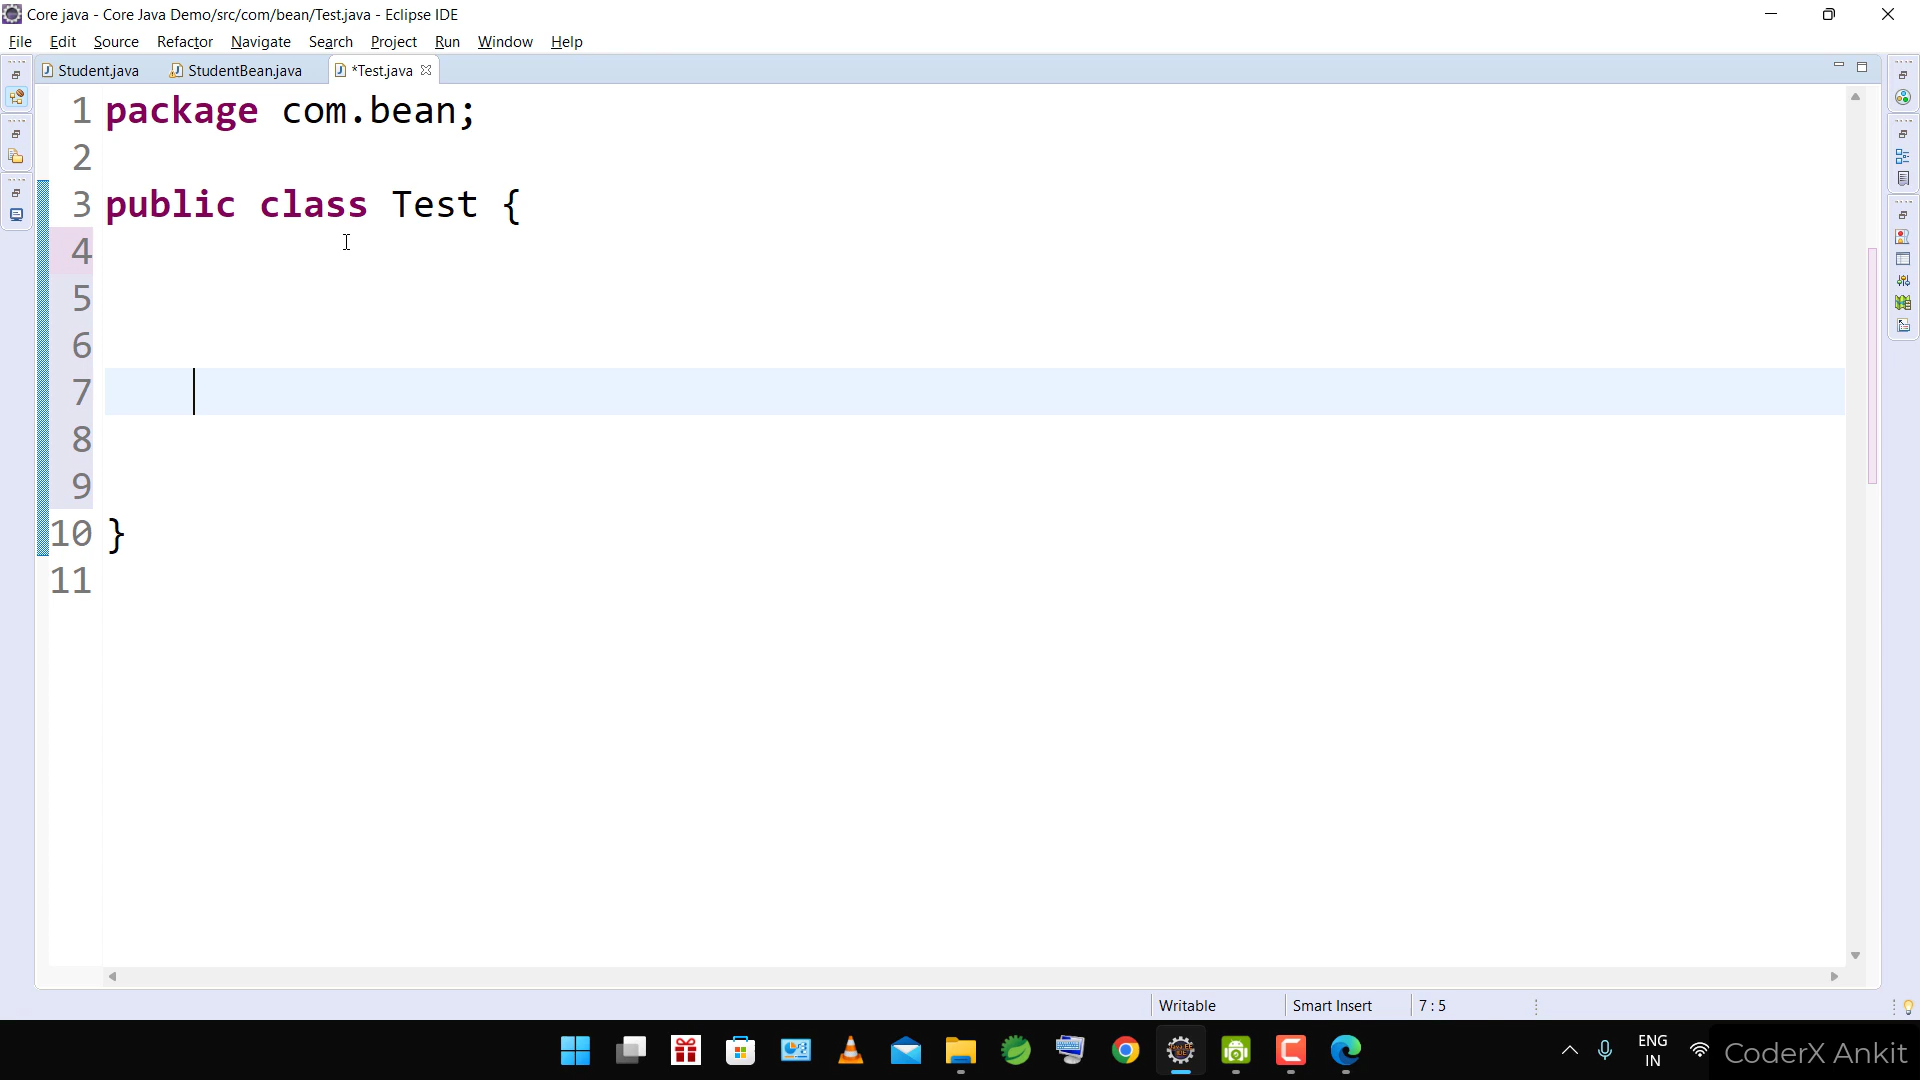 Core java - Core Java Demo/src/com/bean/Test.java - Eclipse IDE
File Edit Source Refactor Navigate Search Project Run Window Help
Student.java StudentBean.java *Test.java
1 package com.bean;
2
3 public class Test {
4
5
6
7
8
9
10 }
11
Writable Smart Insert 7 : 5
ENG
IN
CoderX Ankit